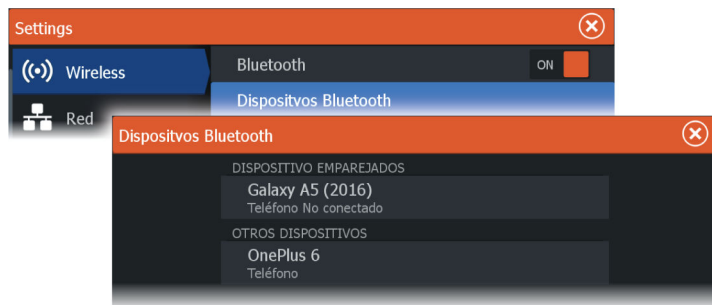 Settings
Wireless
Bluetooth
ON
Dispositvos Bluetooth
Red
Dispositvos Bluetooth
DISPOSITIVO EMPAREJADOS
Galaxy A5 (2016)
Teléfono No conectado
OTROS DISPOSITIVOS
OnePlus 6
Teléfono